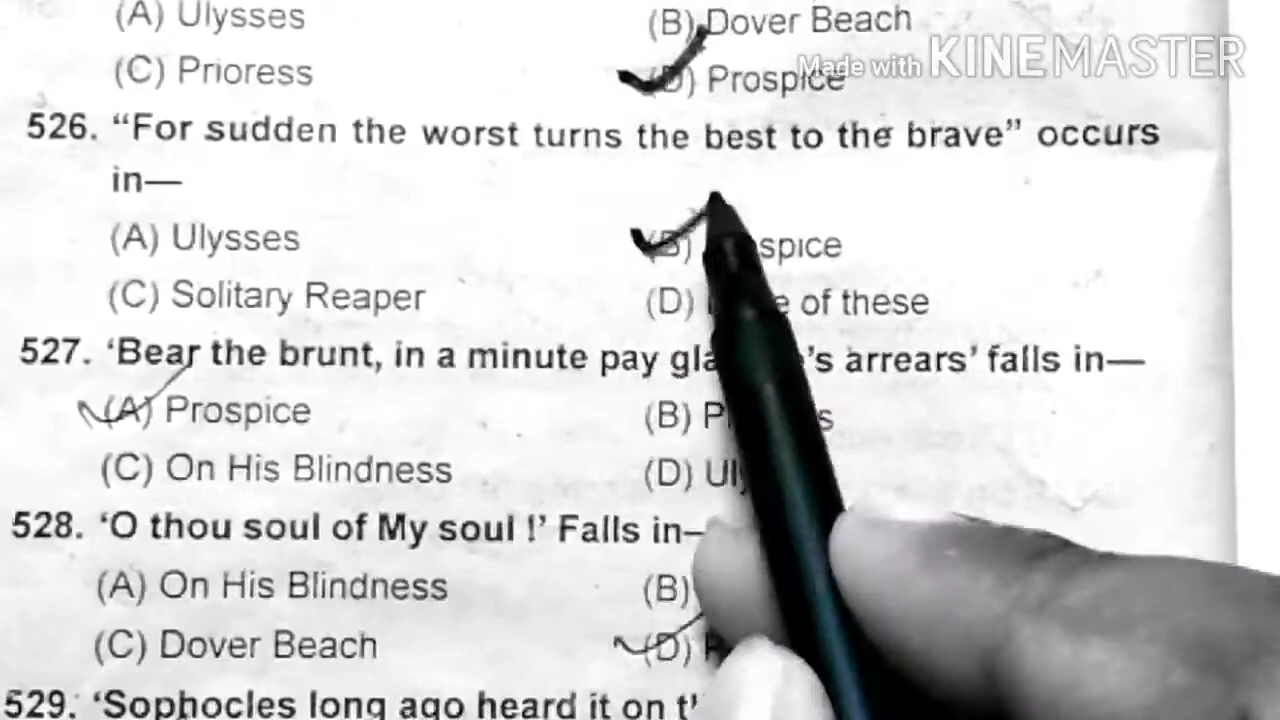 (A) Ulysses (B) Dover Beach
Made with KINEMASTER
(C) Prioress (D) Prospice
526. “For sudden the worst turns the best to the brave” occurs
in—
(A) Ulysses (B) spice
(C) Solitary Reaper (D) of these
527. ‘Bear the brunt, in a minute pay 's arrears’ falls in—
(A) Prospice (B)
(C) On His Blindness (D)
528. ‘O thou soul of My soul !’ Falls in–
(A) On His Blindness (B)
(C) Dover Beach (D)
529. ‘Sophocles long ago heard it on